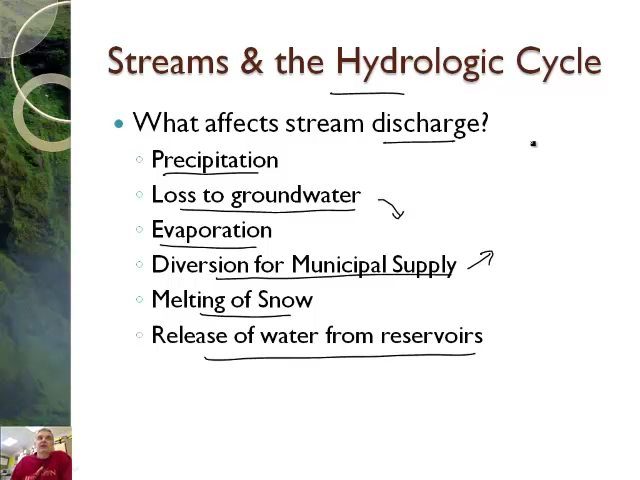 Streams & the Hydrologic Cycle
What affects stream discharge?
Precipitation
Loss to groundwater
Evaporation
Diversion for Municipal Supply
Melting of Snow
Release of water from reservoirs